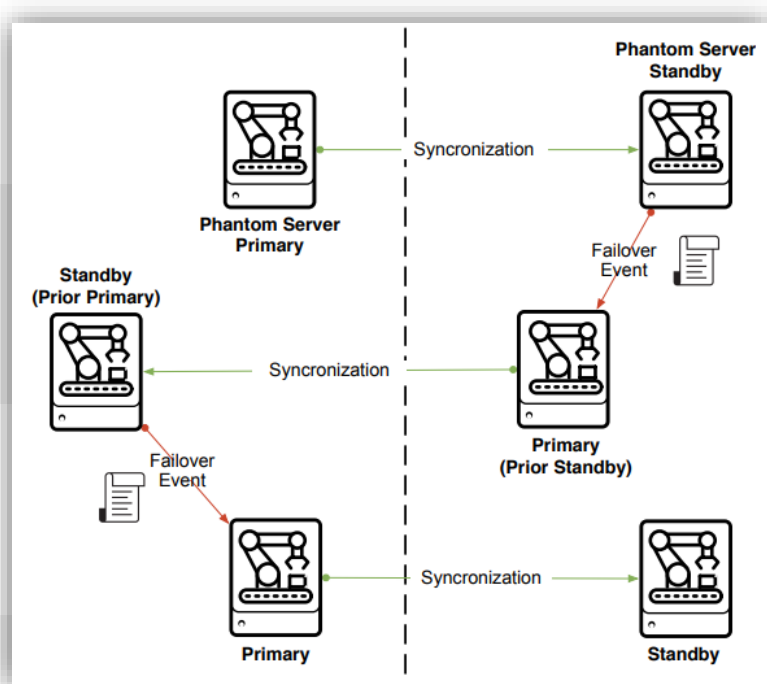 Phantom Server
Standby
Syncronization
Phantom Server
Primary
Failover
Event
Standby
(Prior Primary)
Syncronization
Primary
(Prior Standby)
Failover
Event
Syncronization
Primary
Standby